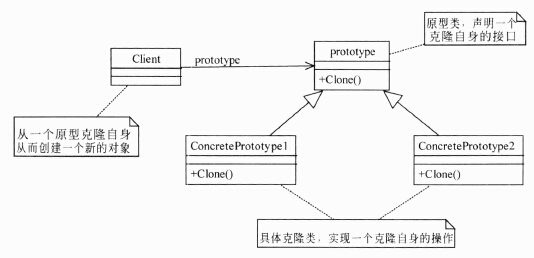 原型类，声明一个
克隆自身的接口
prototype
Client
prototype
+Clone()
从一个原型克隆自身
从而创建一个新的对象
ConcretePrototype1
ConcretePrototype2
+Clone()
+Clone()
具体克隆类，实现一个克隆自身的操作